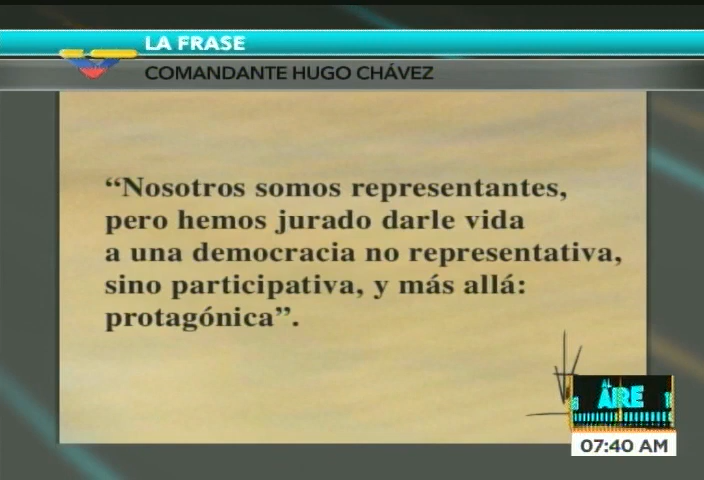 LA FRASE
COMANDANTE HUGO CHÁVEZ
“Nosotros somos representantes,
pero hemos jurado darle vida
a una democracia no representativa,
sino participativa, y más allá:
protagónica”.
AL
AIRE
07:40 AM